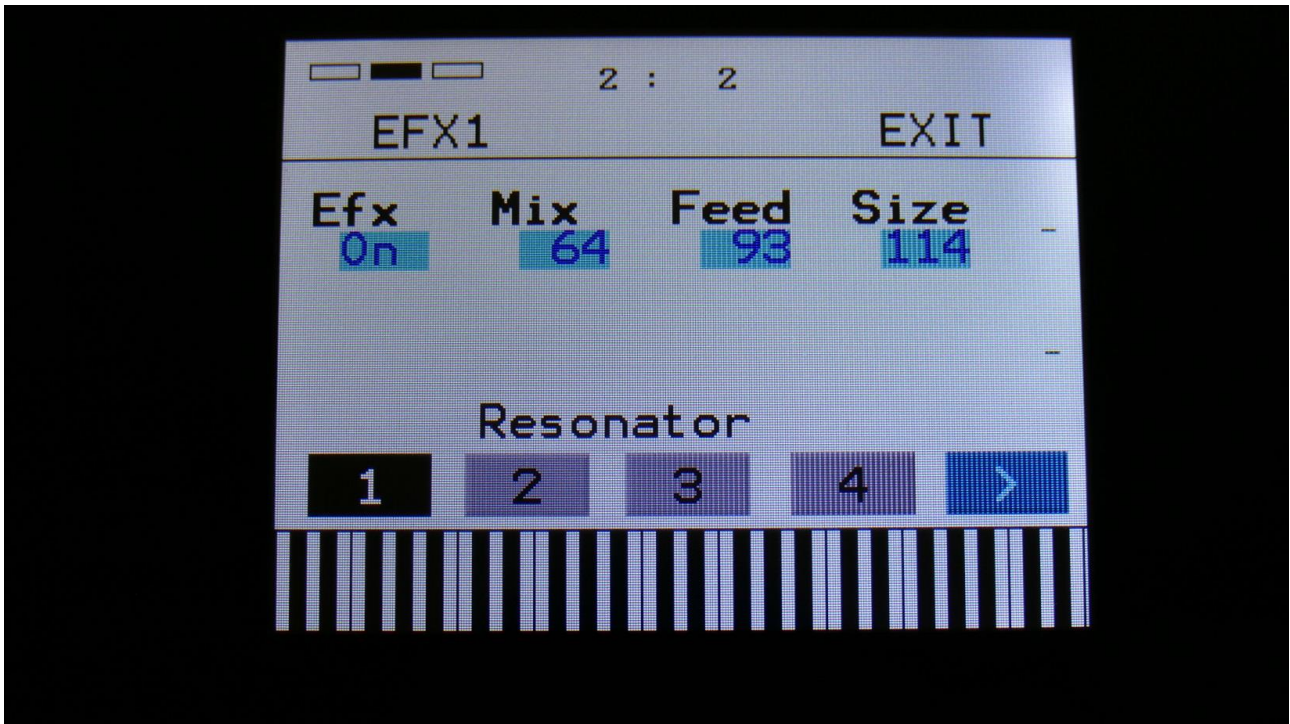 2 : 2
EFX1 EXIT
Efx Mix Feed Size
On 64 93 114
Resonator
1 2 3 4 >